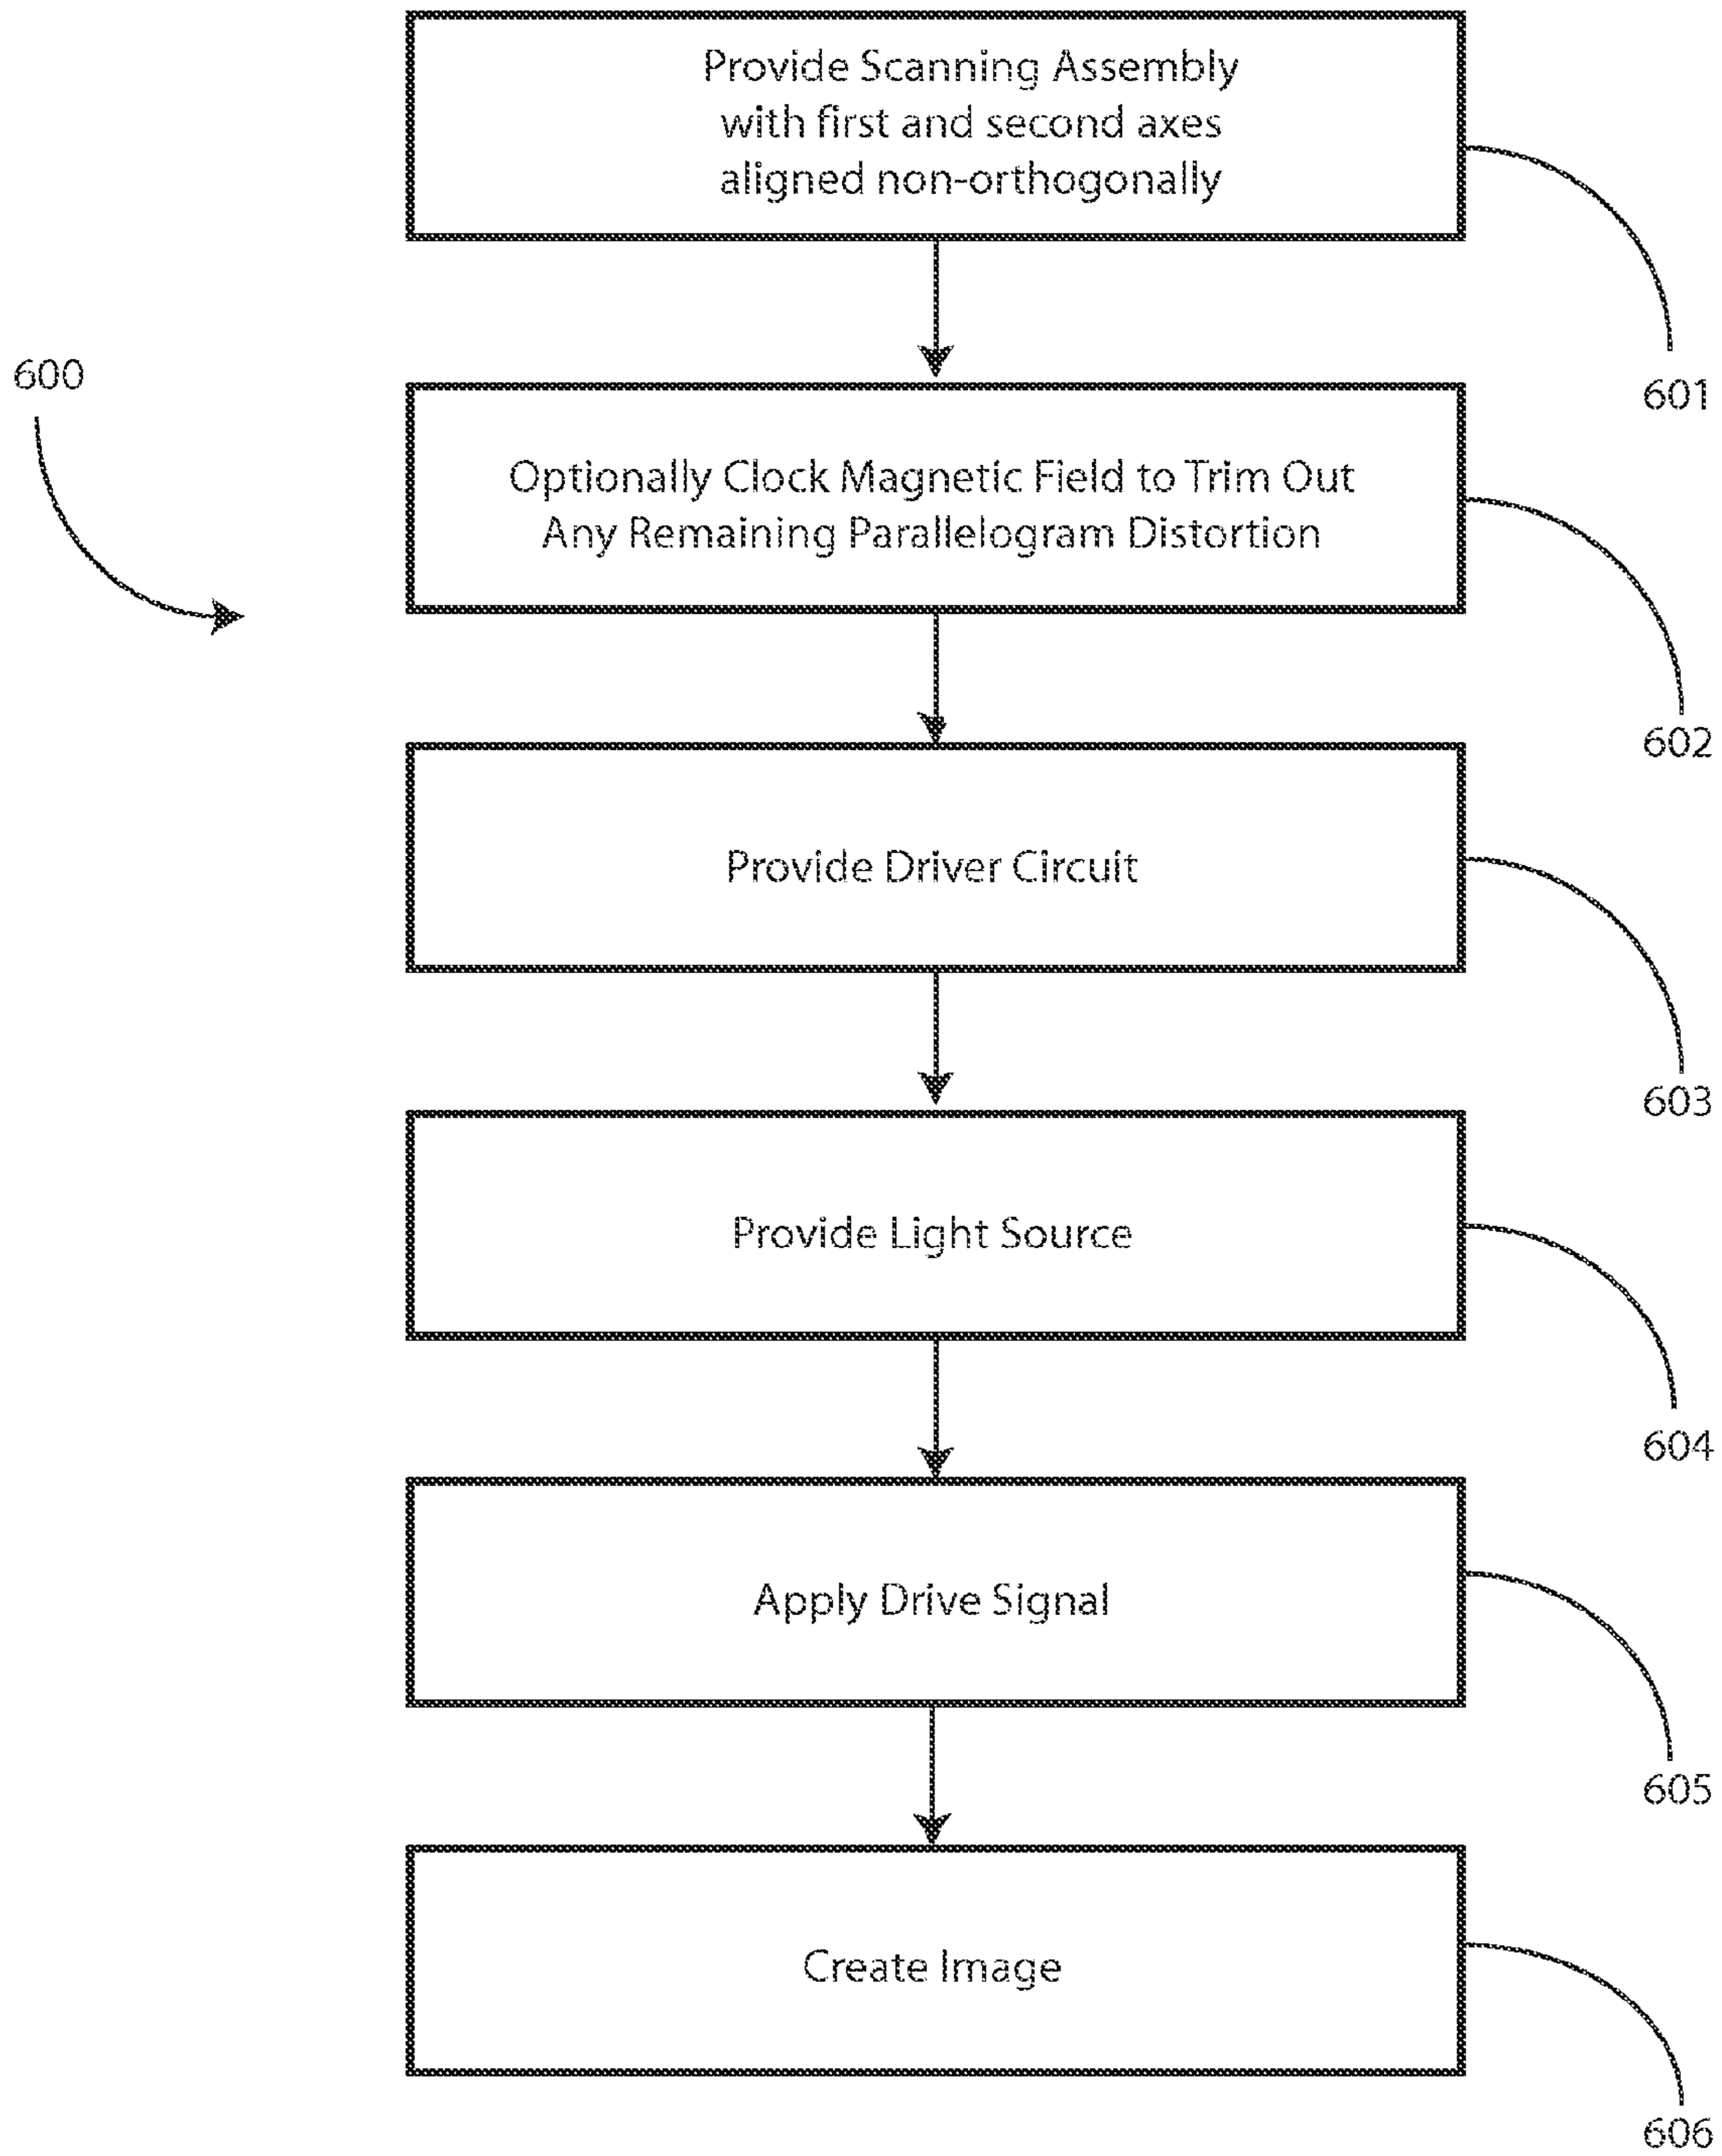 Provide Scanning Assembly
with first and second axes
aligned non-orthogonally
601
600
Optionally Clock Magnetic Field to Trim Out
Any Remaining Parallelogram Distortion
602
Provide Driver Circuit
603
Provide Light Source
604
Apply Drive Signal
605
Create Image
606